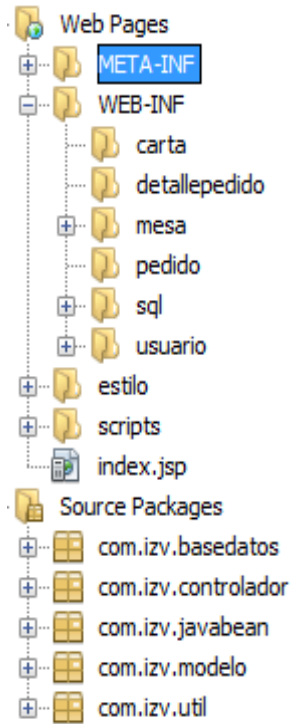 Web Pages
META-INF
WEB-INF
carta
detallepedido
mesa
pedido
sql
usuario
estilo
scripts
index.jsp
Source Packages
com.izv.basedatos
com.izv.controlador
com.izv.javabean
com.izv.modelo
com.izv.util